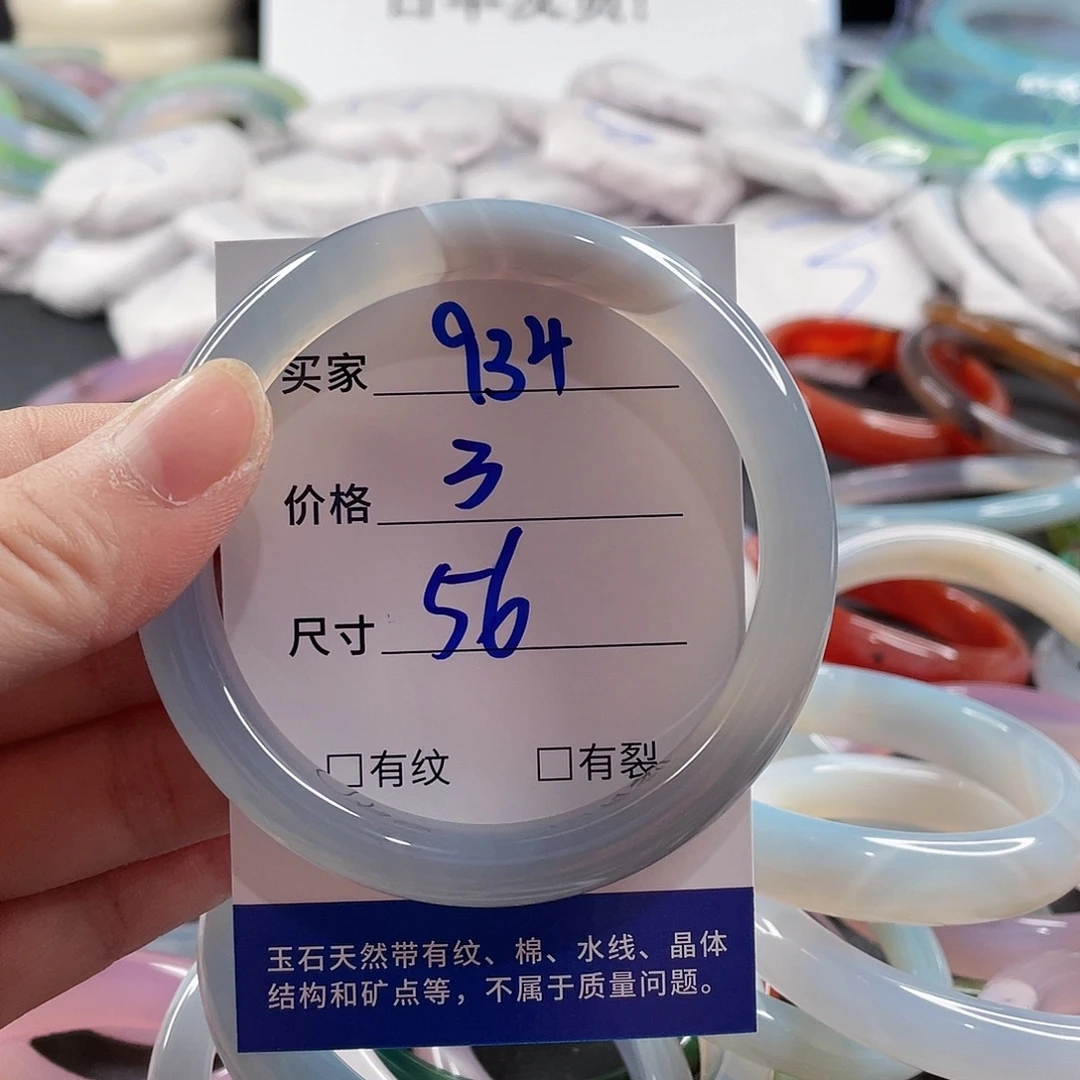 买家 934
价格 3
尺寸 56
□有纹 □有裂
玉石天然带有纹、棉、水线、晶体
结构和矿点等，不属于质量问题。